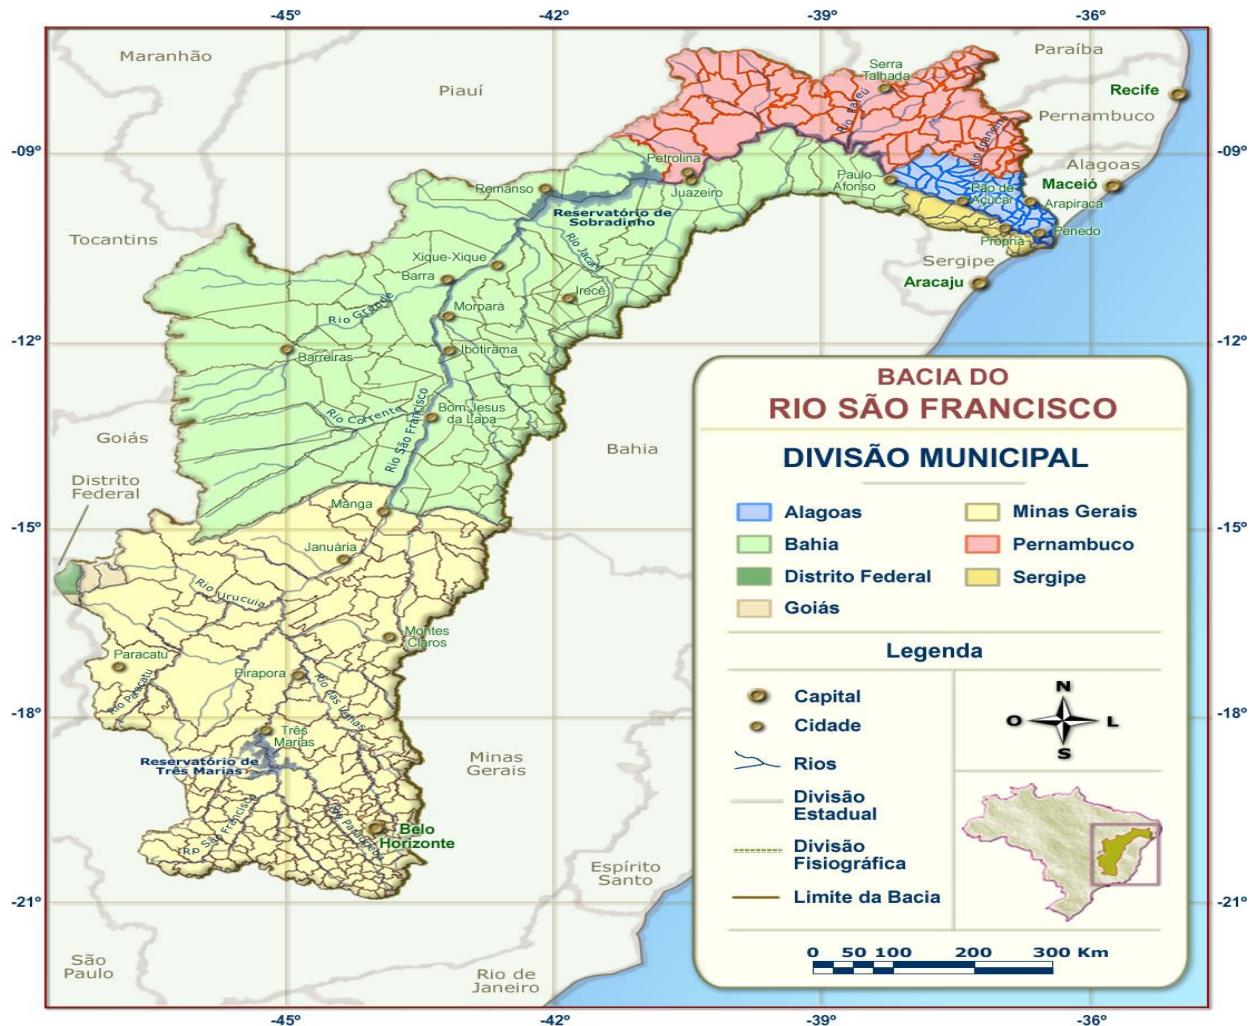 -45º
-42º
-39º
-36º
Maranhão
Piauí
Paraíba
Serra
Talhada
Recife
Rio Pajeú
Pernambuco
-09º
-09º
Petrolina
Alagoas
Remanso
Juazeiro
Paulo
Afonso
Pão de
Açúcar
Maceió
Arapiraca
Reservatório de
Sobradinho
Penedo
Propriá
Tocantins
Rio Jacaré
Xique-Xique
Sergipe
Barra
Aracaju
Irecê
Rio Grande
Morpará
-12º
-12º
Barreiras
Ibotirama
Rio Corrente
Bom Jesus
da Lapa
Rio São Francisco
Goiás
Bahia
Distrito
Federal
Manga
-15º
-15º
Januária
Rio Urucuia
Montes
Claros
Paracatu
Rio Paracatu
Pirapora
Rio das Velhas
-18º
-18º
Três
Marias
Reservatório de
Três Marias
Minas
Gerais
Rio São Francisco
Rio Paraopeba
Belo
Horizonte
Espírito
Santo
-21º
-21º
São
Paulo
Rio de
Janeiro
-45º
-42º
-39º
-36º
BACIA DO
RIO SÃO FRANCISCO
DIVISÃO MUNICIPAL
Alagoas
Minas Gerais
Bahia
Pernambuco
Distrito Federal
Sergipe
Goiás
Legenda
Capital
Cidade
Rios
Divisão
Estadual
Divisão
Fisiográfica
Limite da Bacia
N
O
L
S
0 50 100 200 300 Km